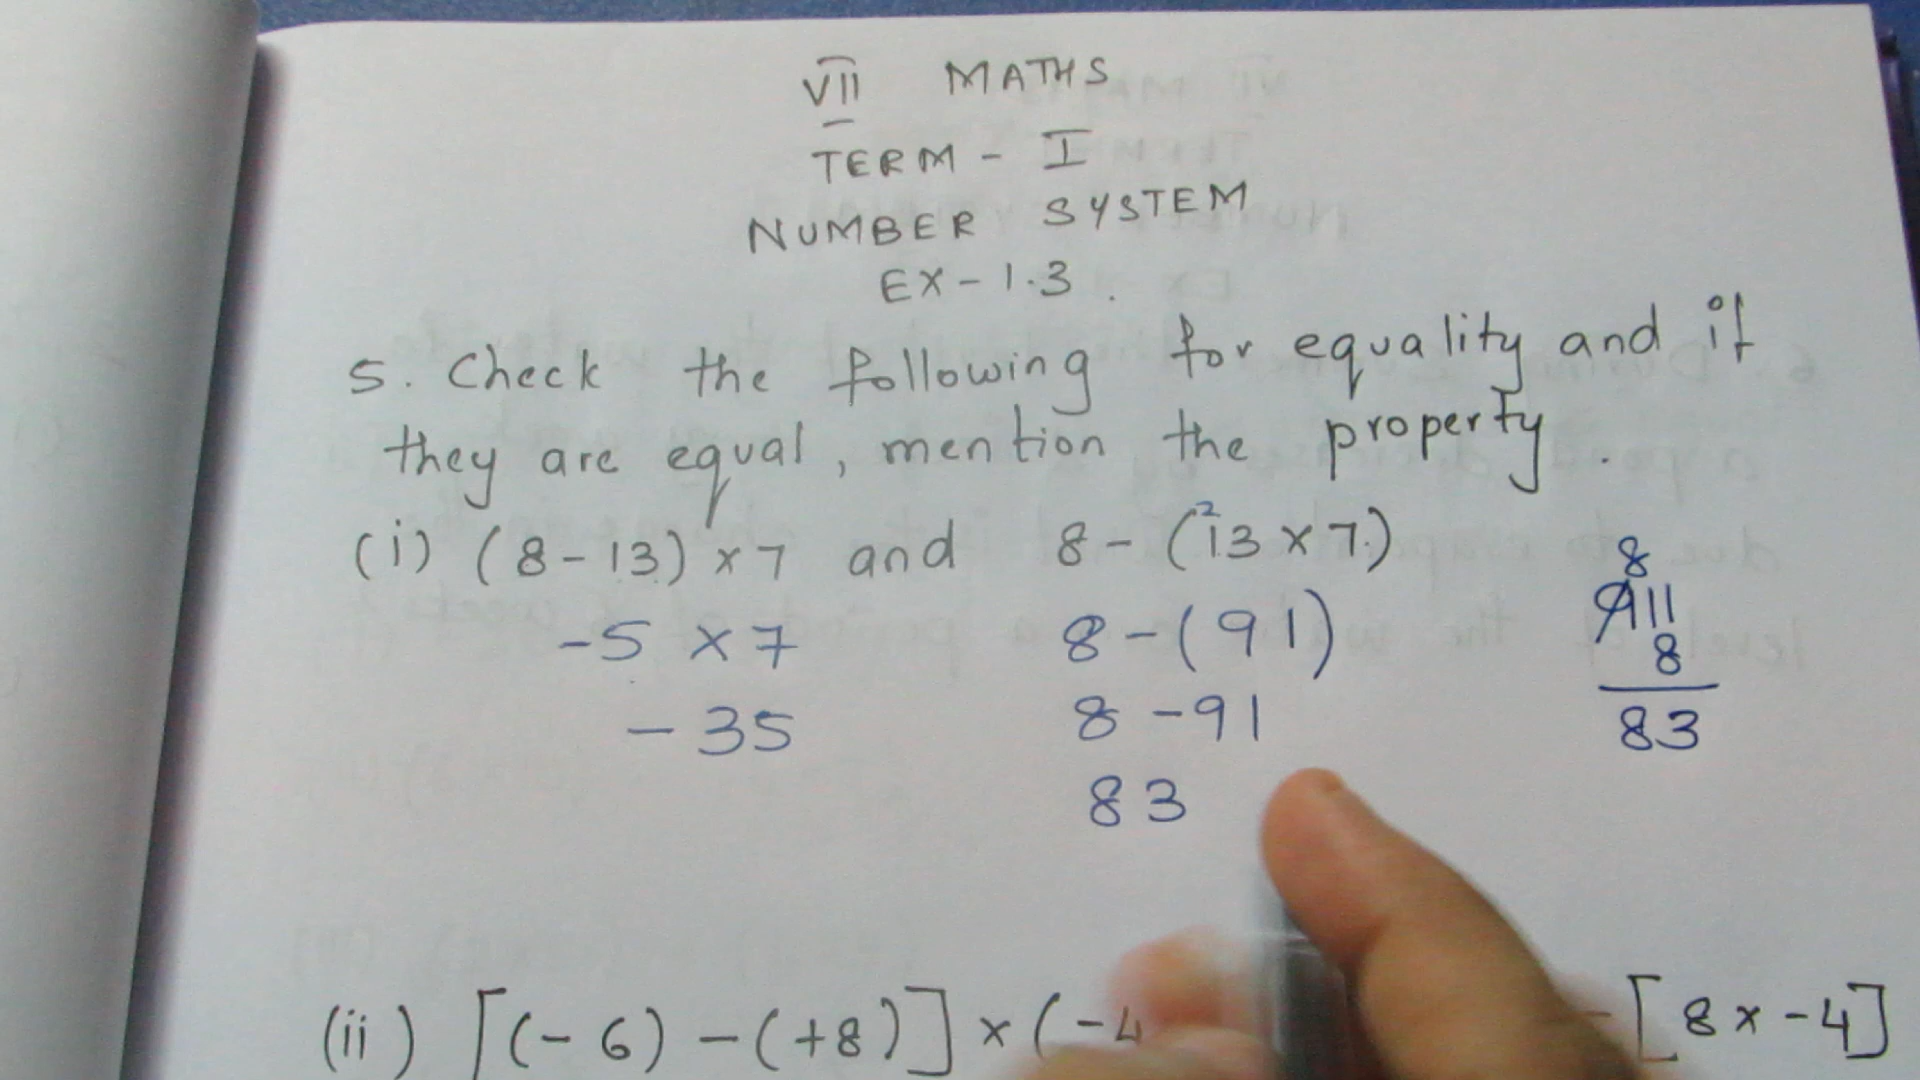 VII MATHS
TERM - I
NUMBER SYSTEM
EX - 1.3.
5. Check the following for equality and if
they are equal, mention the property.
(i) (8 - 13) × 7 and 8 - (13 × 7)
2
-5 × 7 8 - (91)
-35 8 - 91
83
8
911
8
83
(ii) [(-6) - (+8)] × (-4 - [8 × -4]